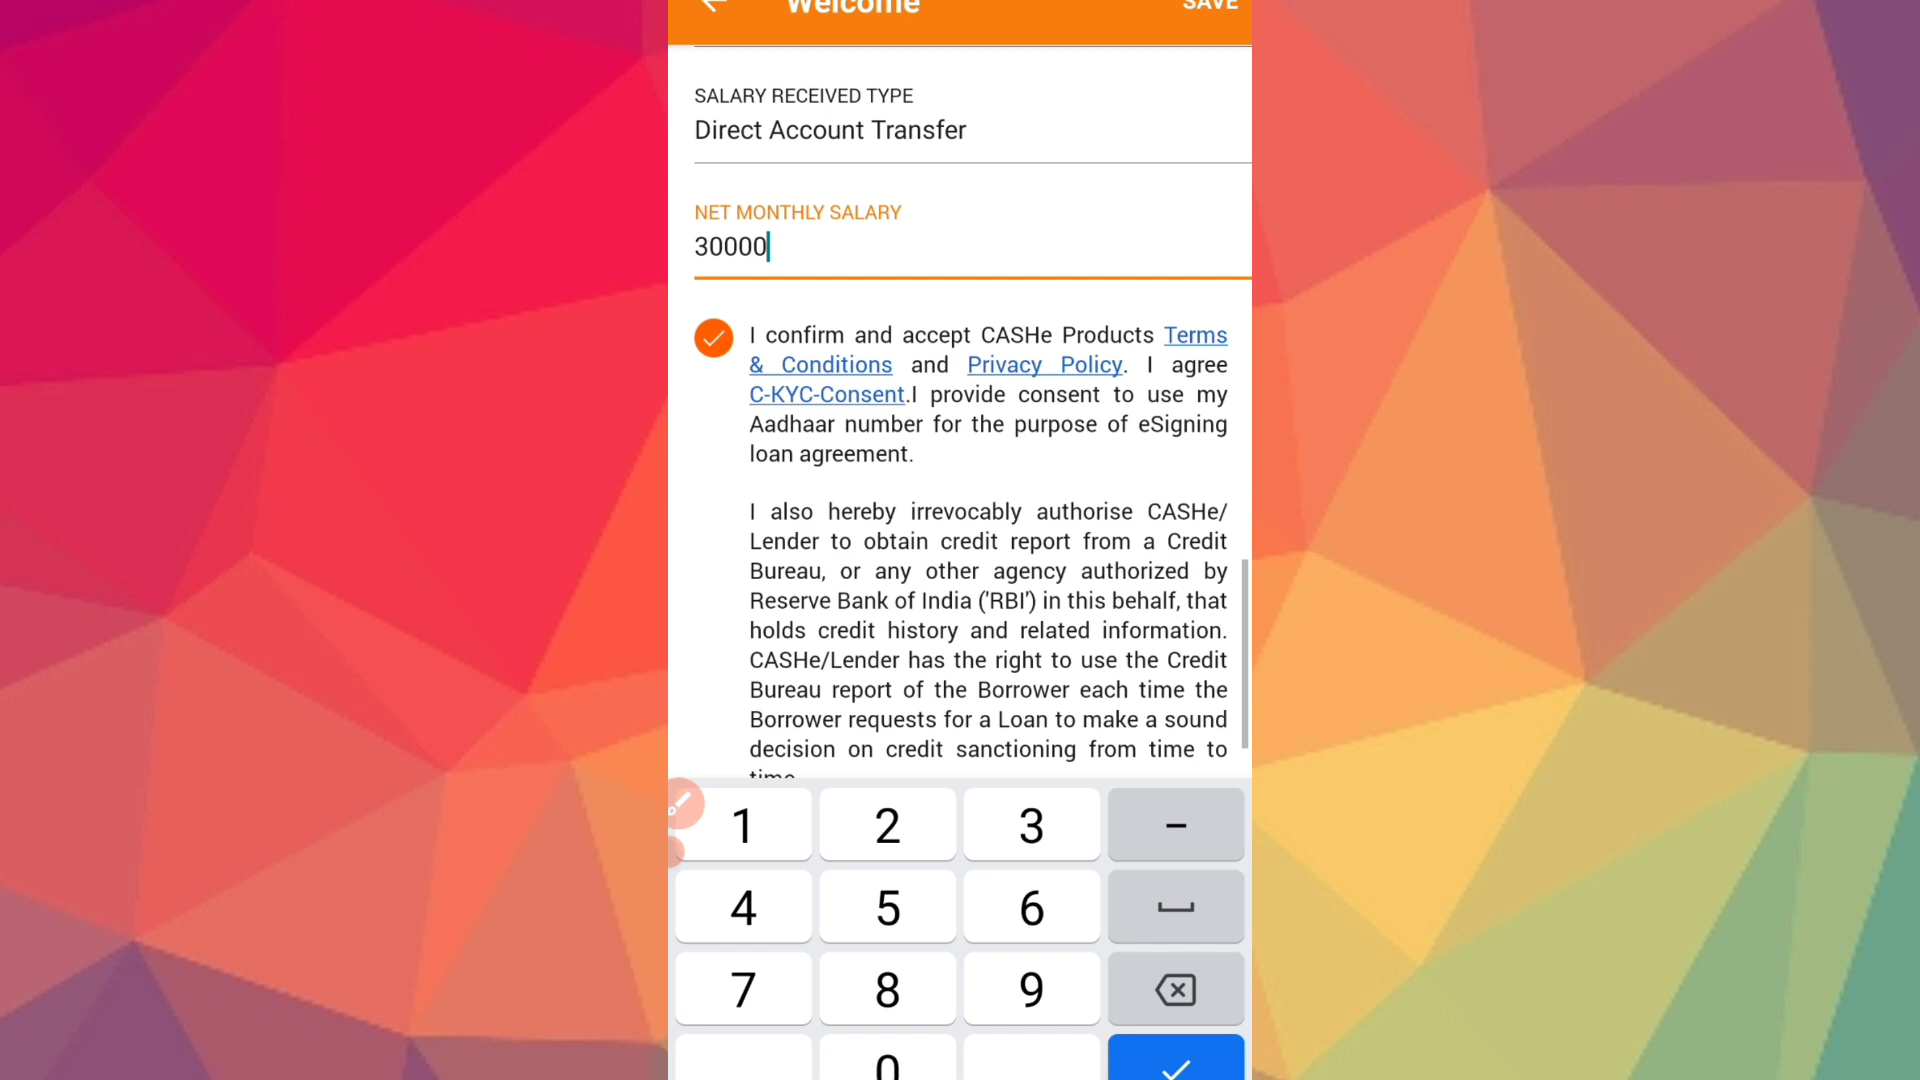 Welcome
SAVE
SALARY RECEIVED TYPE
Direct Account Transfer
NET MONTHLY SALARY
30000
I confirm and accept CASHe Products Terms
& Conditions and Privacy Policy. I agree
C-KYC-Consent.I provide consent to use my
Aadhaar number for the purpose of eSigning
loan agreement.
I also hereby irrevocably authorise CASHe/
Lender to obtain credit report from a Credit
Bureau, or any other agency authorized by
Reserve Bank of India ('RBI') in this behalf, that
holds credit history and related information.
CASHe/Lender has the right to use the Credit
Bureau report of the Borrower each time the
Borrower requests for a Loan to make a sound
decision on credit sanctioning from time to
time
1 2 3 –
4 5 6
7 8 9
0